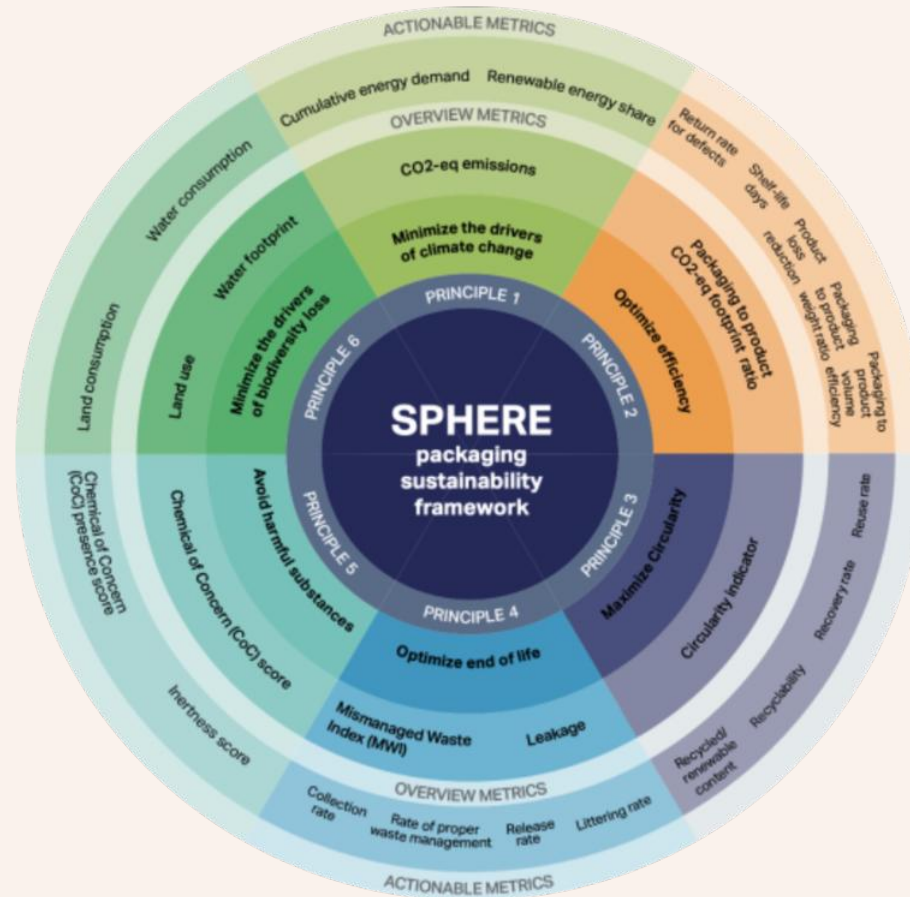 ACTIONABLE METRICS
Cumulative energy demand
Renewable energy share
OVERVIEW METRICS
CO2-eq emissions
Minimize the drivers
of climate change
PRINCIPLE 1
Return rate
for defects
Shelf-life
days
Product
loss
reduction
Packaging
to product
weight ratio
Packaging to
product
volume
efficiency
Packaging to product
CO2-eq footprint ratio
Optimize efficiency
PRINCIPLE 2
Reuse rate
Recovery rate
Recyclability
Recycled/
renewable
content
Circularity indicator
Maximize Circularity
PRINCIPLE 3
SPHERE
packaging
sustainability
framework
PRINCIPLE 4
Optimize end of life
Mismanaged Waste
Index (MWI)
Leakage
OVERVIEW METRICS
Collection
rate
Rate of proper
waste management
Release
rate
Littering rate
ACTIONABLE METRICS
PRINCIPLE 5
Avoid harmful substances
Chemical of Concern (CoC) score
Chemical of Concern
(CoC) presence score
Inertness score
PRINCIPLE 6
Minimize the drivers
of biodiversity loss
Water footprint
Land use
Water consumption
Land consumption